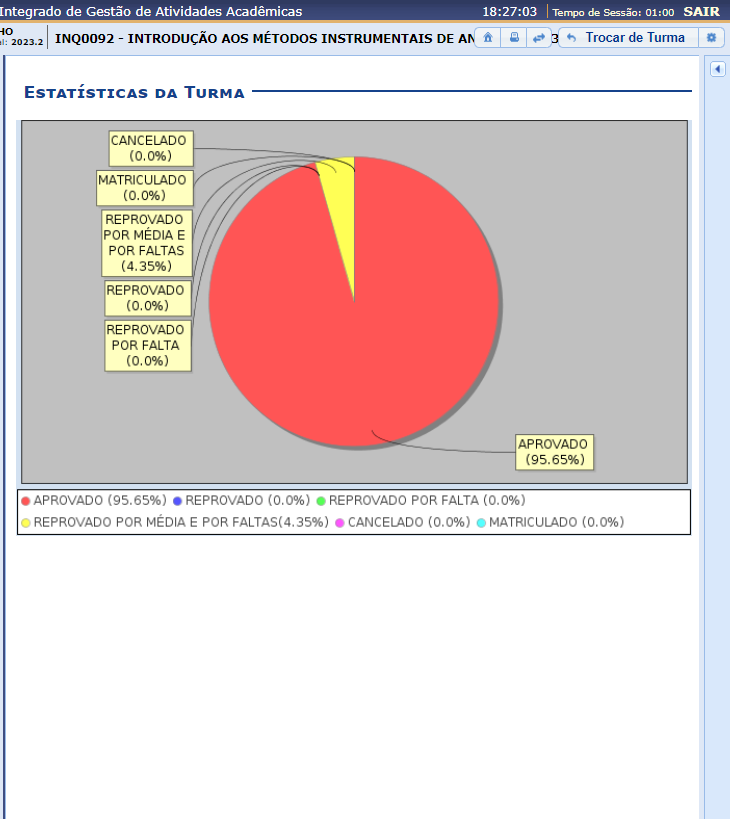 Integrado de Gestão de Atividades Acadêmicas 18:27:03 Tempo de Sessão: 01:00 SAIR
INQ0092 - INTRODUÇÃO AOS MÉTODOS INSTRUMENTAIS DE Trocar de Turma
2023.2
Estatísticas da Turma
CANCELADO
(0.0%)
MATRICULADO
(0.0%)
REPROVADO
POR MÉDIA E
POR FALTAS
(4.35%)
REPROVADO
(0.0%)
REPROVADO
POR FALTA
(0.0%)
APROVADO
(95.65%)
APROVADO (95.65%) REPROVADO (0.0%) REPROVADO POR FALTA (0.0%)
REPROVADO POR MÉDIA E POR FALTAS(4.35%) CANCELADO (0.0%) MATRICULADO (0.0%)